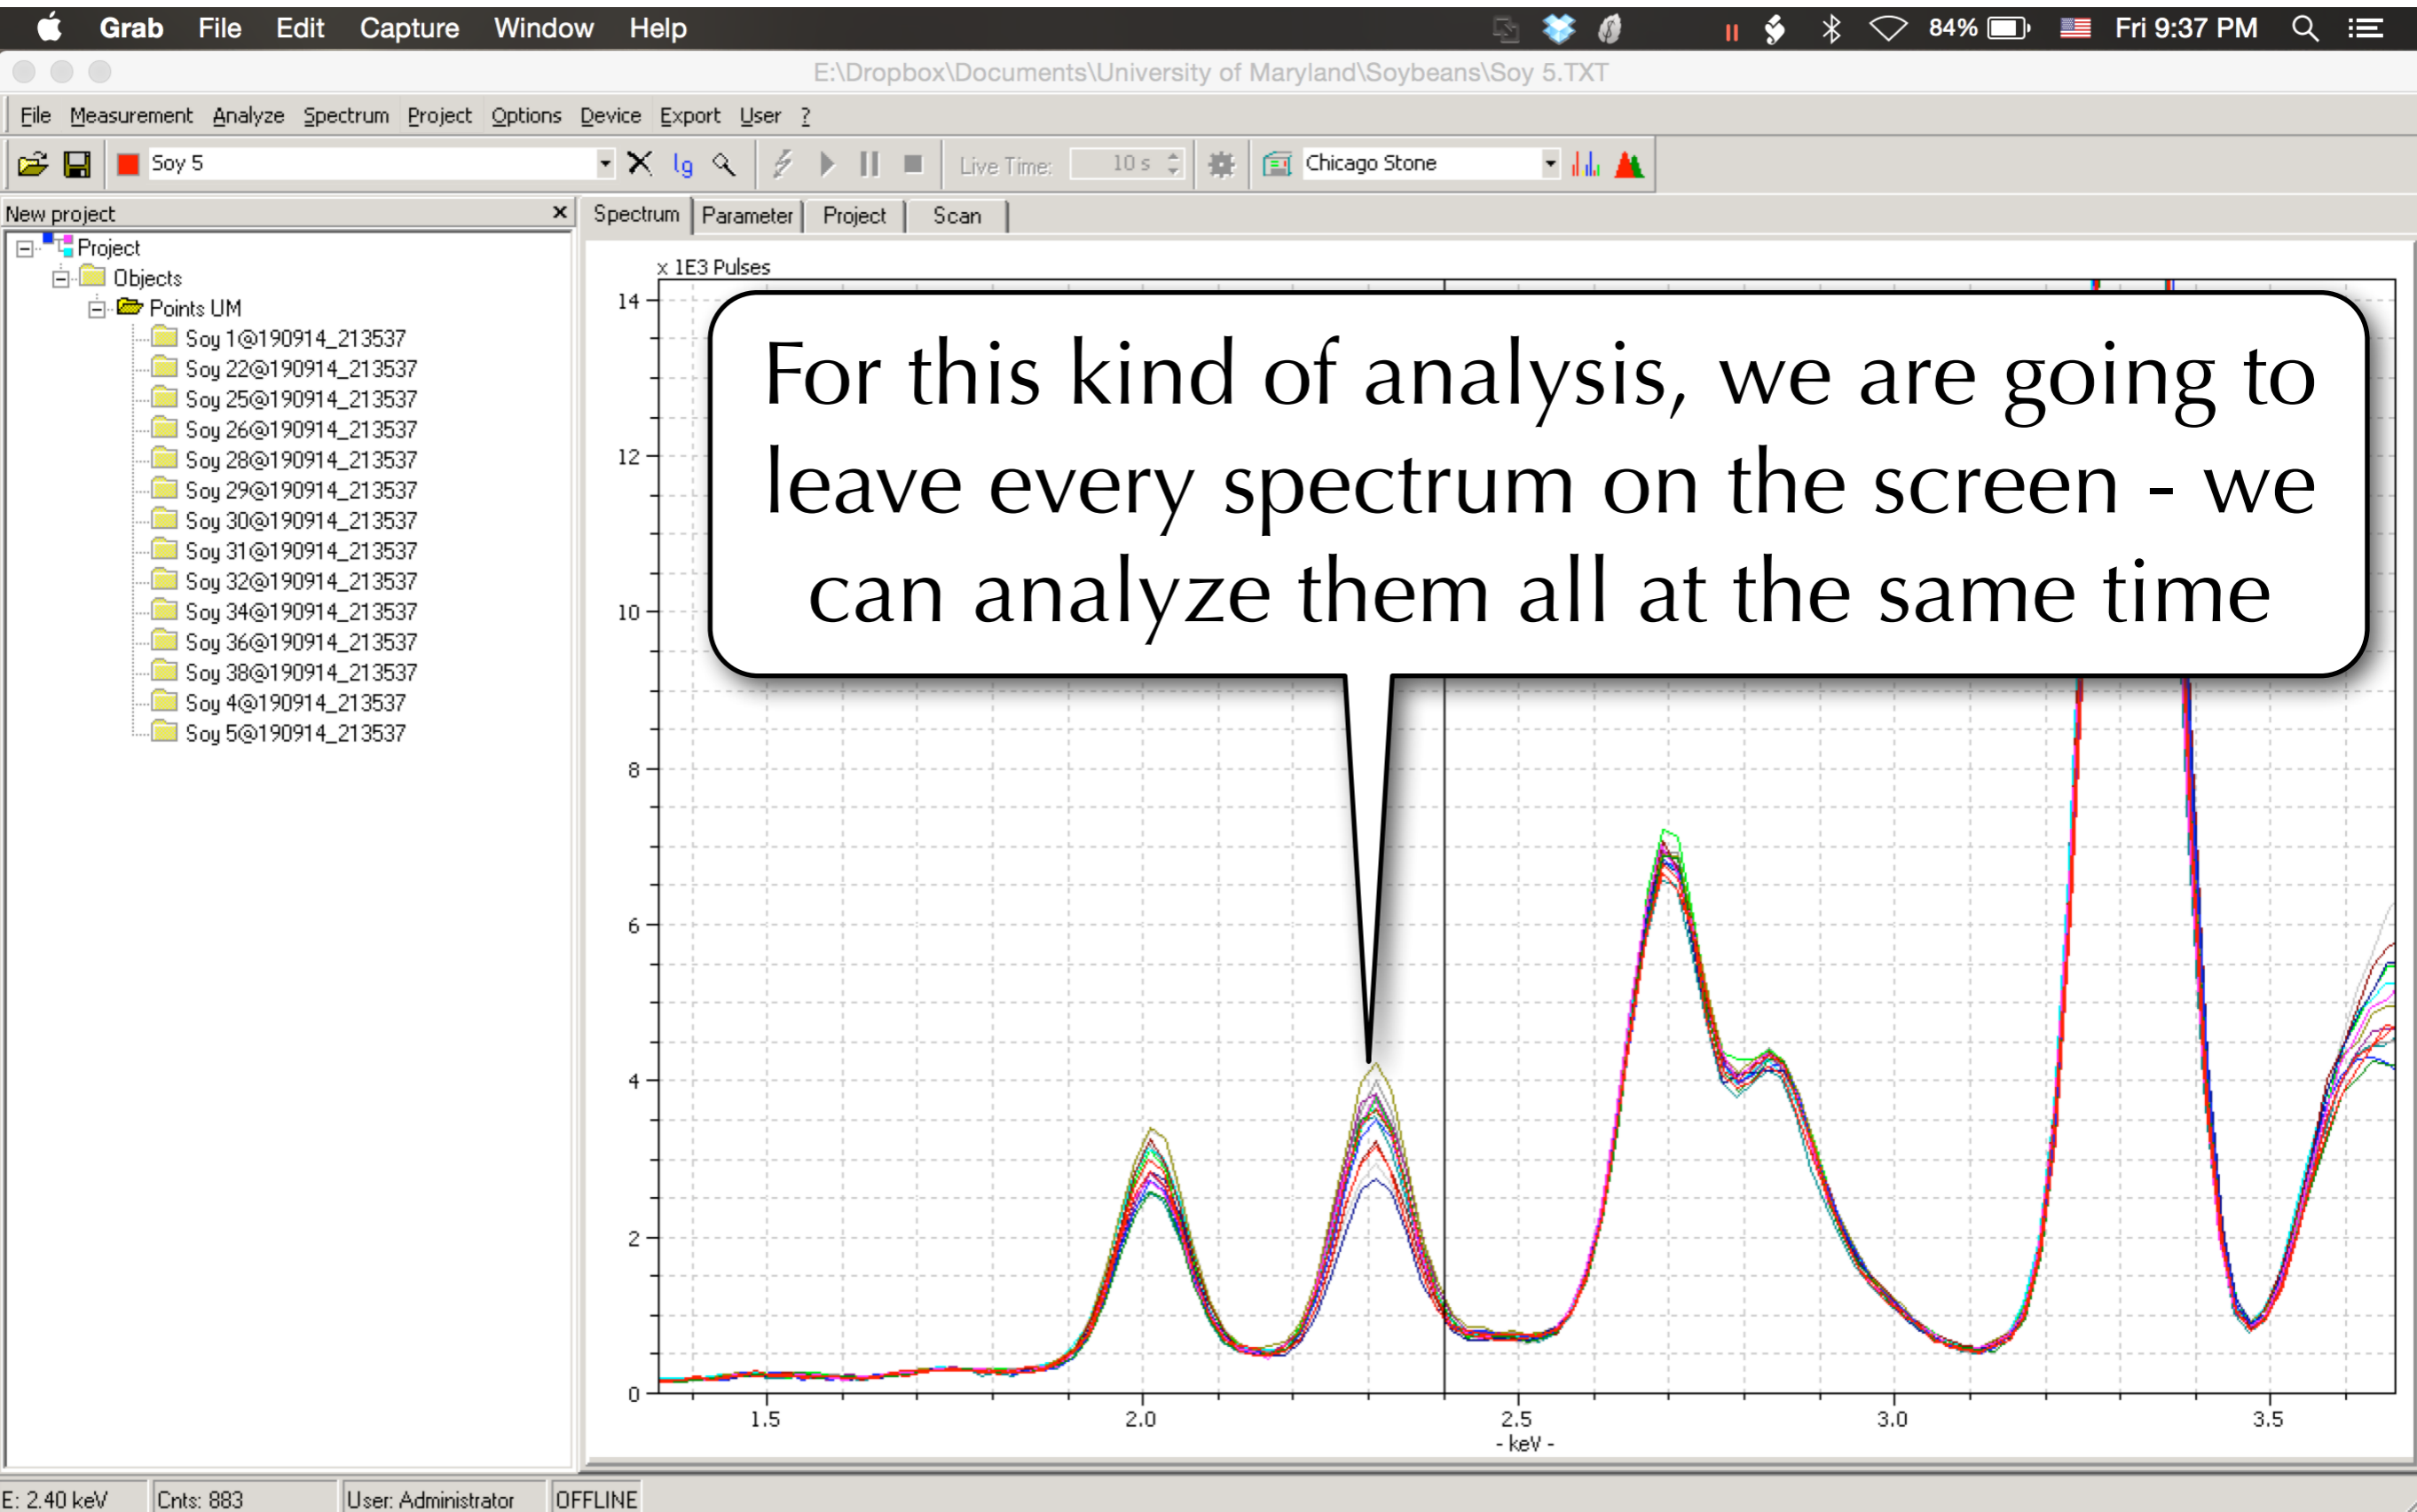 Grab File Edit Capture Window Help 84% Fri 9:37 PM
E:\Dropbox\Documents\University of Maryland\Soybeans\Soy 5.TXT
File Measurement Analyze Spectrum Project Options Device Export User ?
Soy 5 lg Live Time: 10 s Chicago Stone
New project
Spectrum Parameter Project Scan
Project
Objects
Points UM
Soy 1@190914_213537
Soy 22@190914_213537
Soy 25@190914_213537
Soy 26@190914_213537
Soy 28@190914_213537
Soy 29@190914_213537
Soy 30@190914_213537
Soy 31@190914_213537
Soy 32@190914_213537
Soy 34@190914_213537
Soy 36@190914_213537
Soy 38@190914_213537
Soy 4@190914_213537
Soy 5@190914_213537
x 1E3 Pulses
14
12
10
8
6
4
2
0
For this kind of analysis, we are going to
leave every spectrum on the screen - we
can analyze them all at the same time
1.5 2.0 2.5 3.0 3.5
- keV -
E: 2.40 keV Cnts: 883 User: Administrator OFFLINE